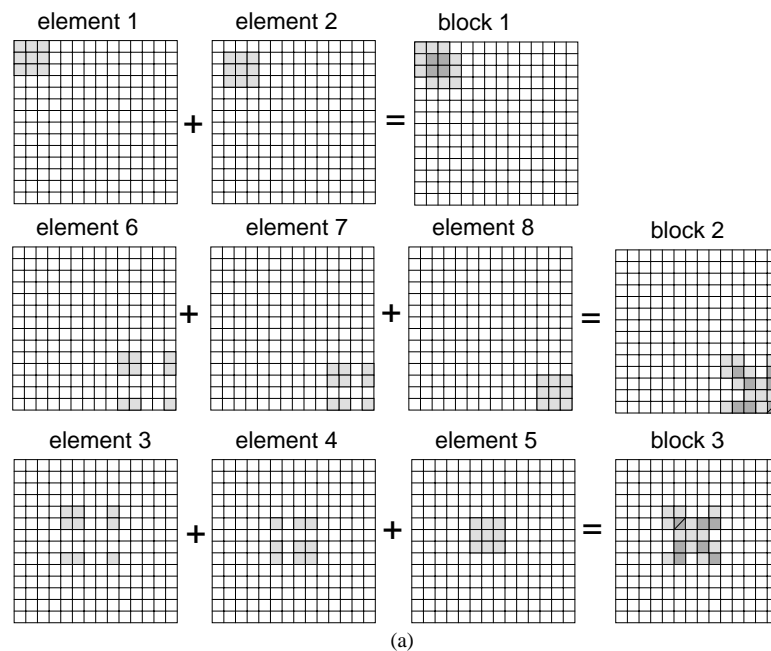 element 1 element 2 block 1
+ =
element 6 element 7 element 8 block 2
+ + =
element 3 element 4 element 5 block 3
+ + =
(a)